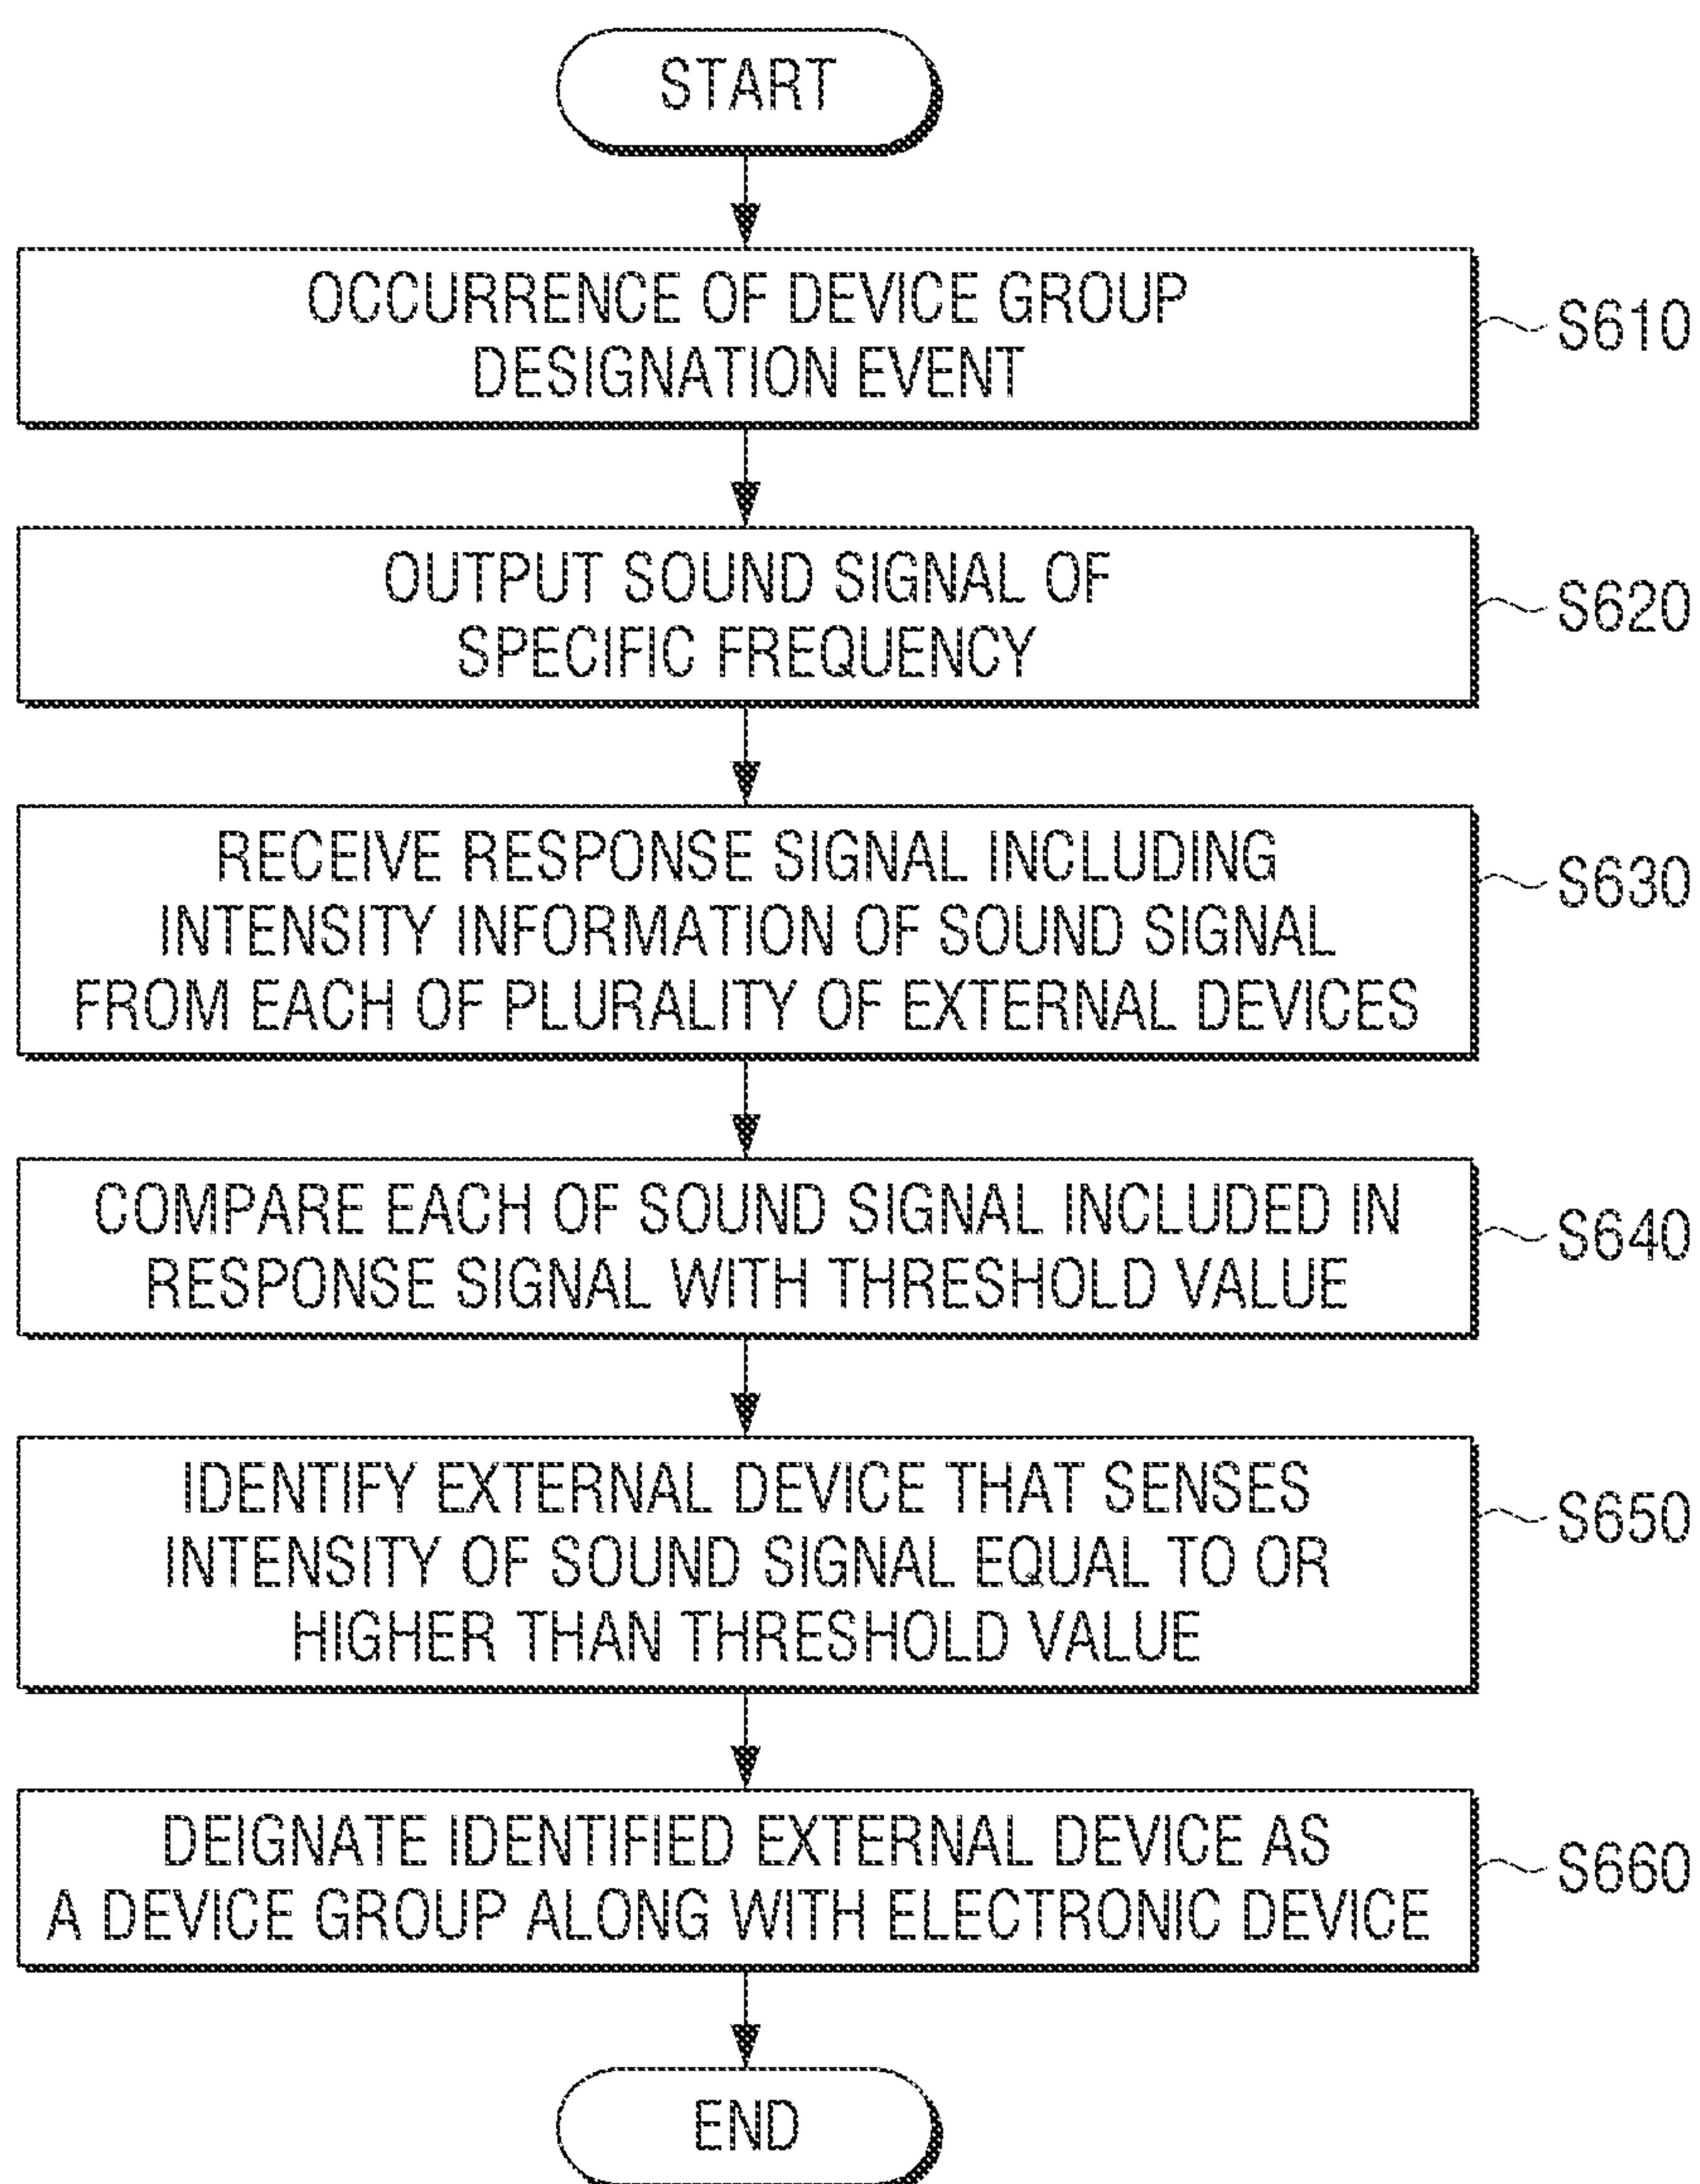 START
OCCURRENCE OF DEVICE GROUP
DESIGNATION EVENT
S610
OUTPUT SOUND SIGNAL OF
SPECIFIC FREQUENCY
S620
RECEIVE RESPONSE SIGNAL INCLUDING
INTENSITY INFORMATION OF SOUND SIGNAL
FROM EACH OF PLURALITY OF EXTERNAL DEVICES
S630
COMPARE EACH OF SOUND SIGNAL INCLUDED IN
RESPONSE SIGNAL WITH THRESHOLD VALUE
S640
IDENTIFY EXTERNAL DEVICE THAT SENSES
INTENSITY OF SOUND SIGNAL EQUAL TO OR
HIGHER THAN THRESHOLD VALUE
S650
DEIGNATE IDENTIFIED EXTERNAL DEVICE AS
A DEVICE GROUP ALONG WITH ELECTRONIC DEVICE
S660
END